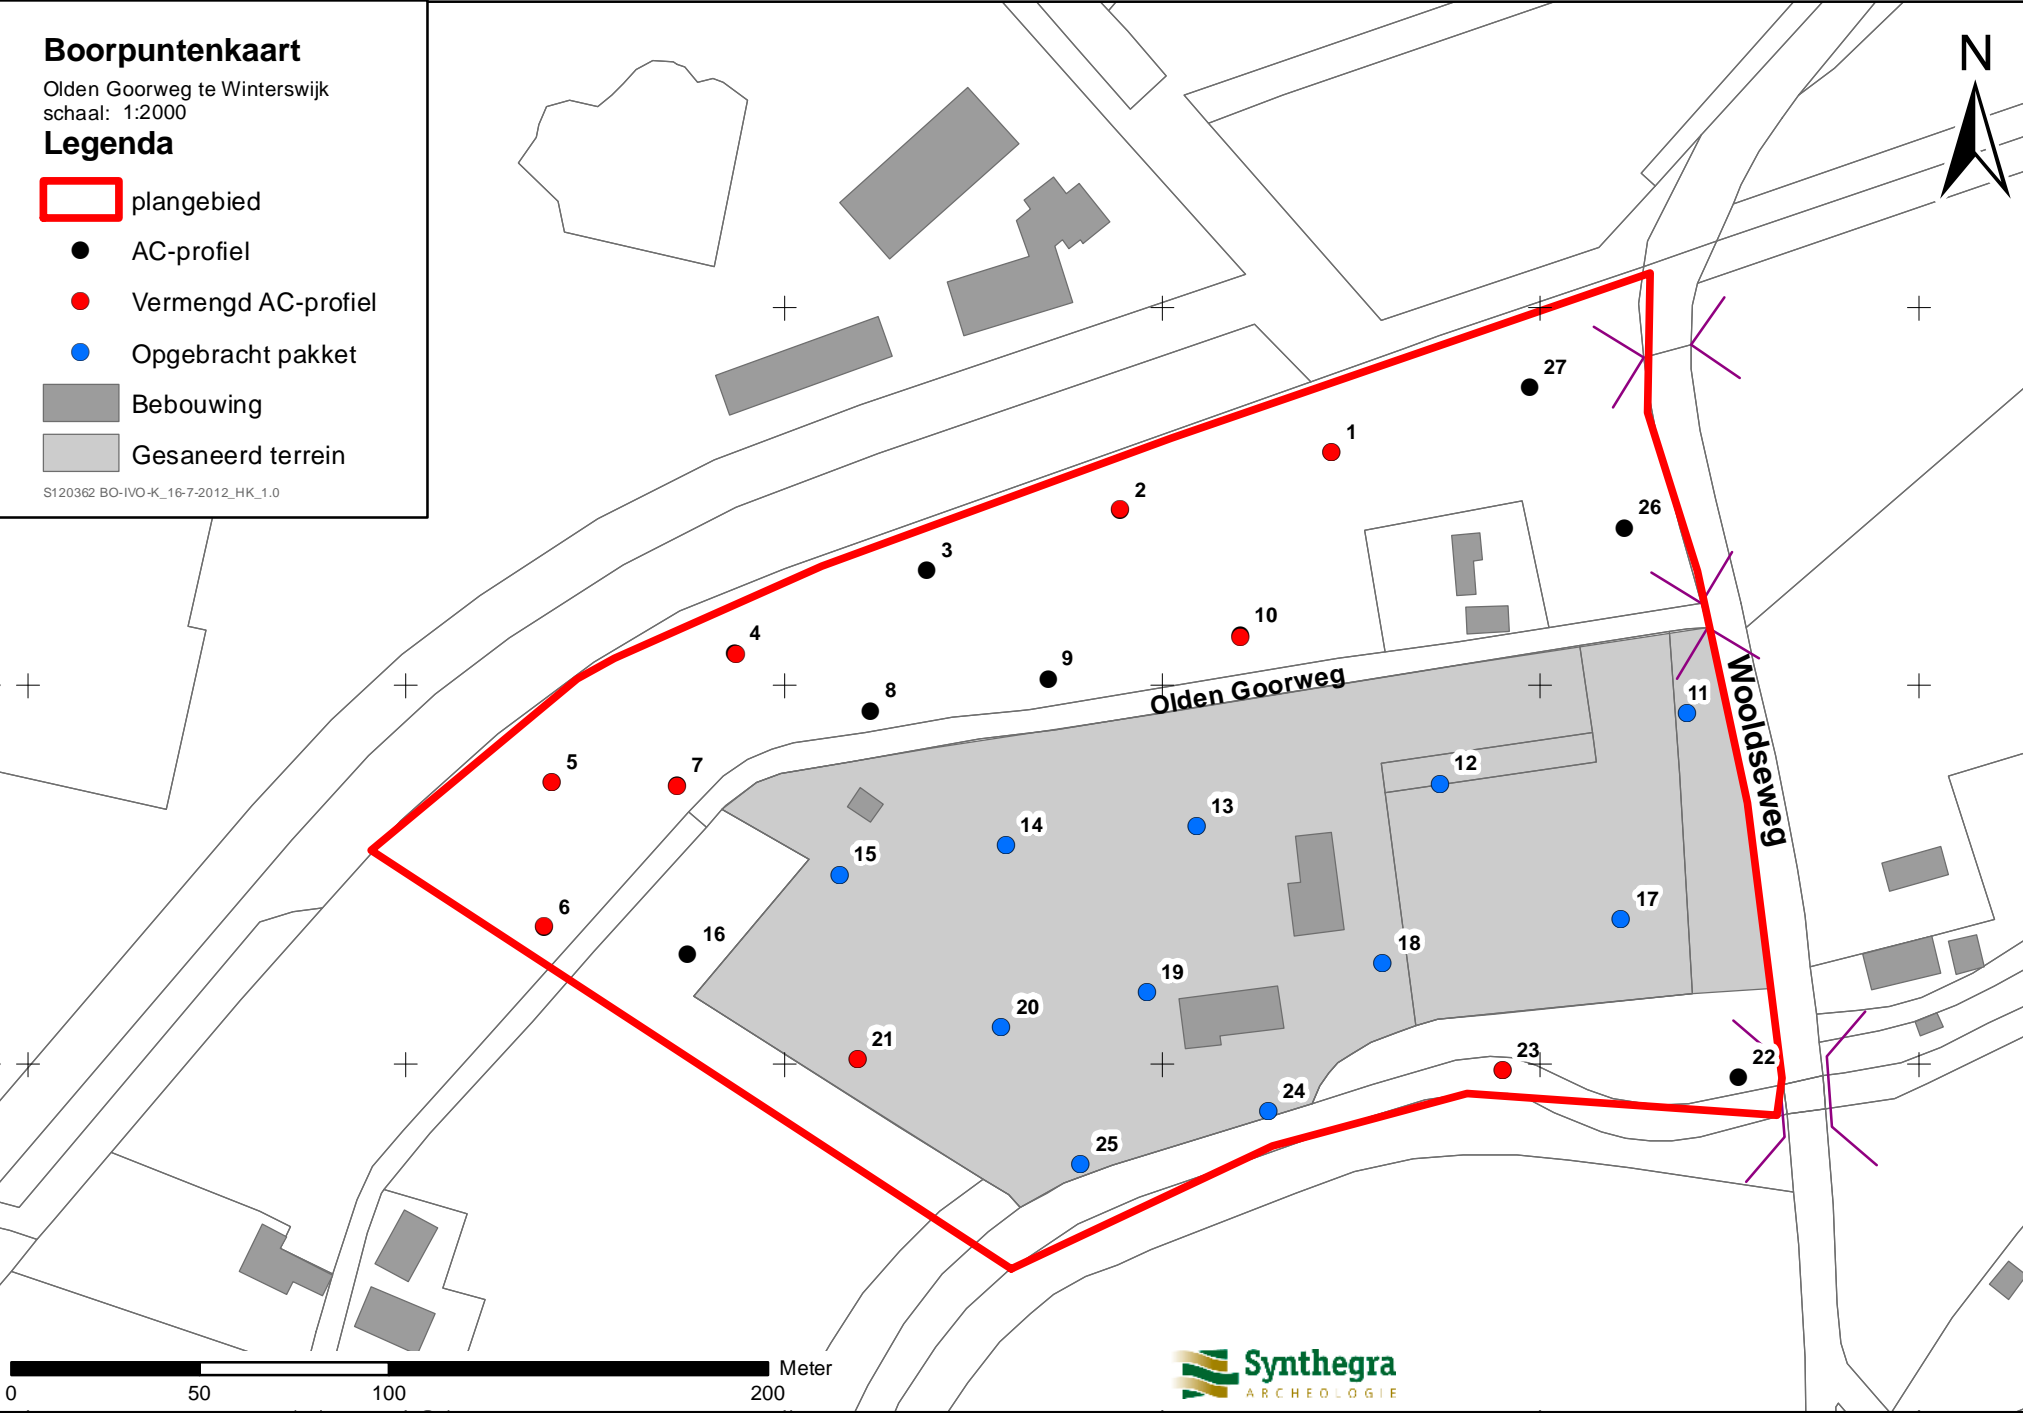 Boorpuntenkaart
Olden Goorweg te Winterswijk
schaal: 1:2000
Legenda
plangebied
AC-profiel
Vermengd AC-profiel
Opgebracht pakket
Bebouwing
Gesaneerd terrein
S120362 BO-IVO-K_16-7-2012_HK_1.0
N
27
1
2
26
3
10
4
9
8
Olden Goorweg
Wooldseweg
11
5
7
12
13
14
15
6
17
16
18
19
20
21
23
22
24
25
Meter
0 50 100 200
Synthegra
ARCHEOLOGIE